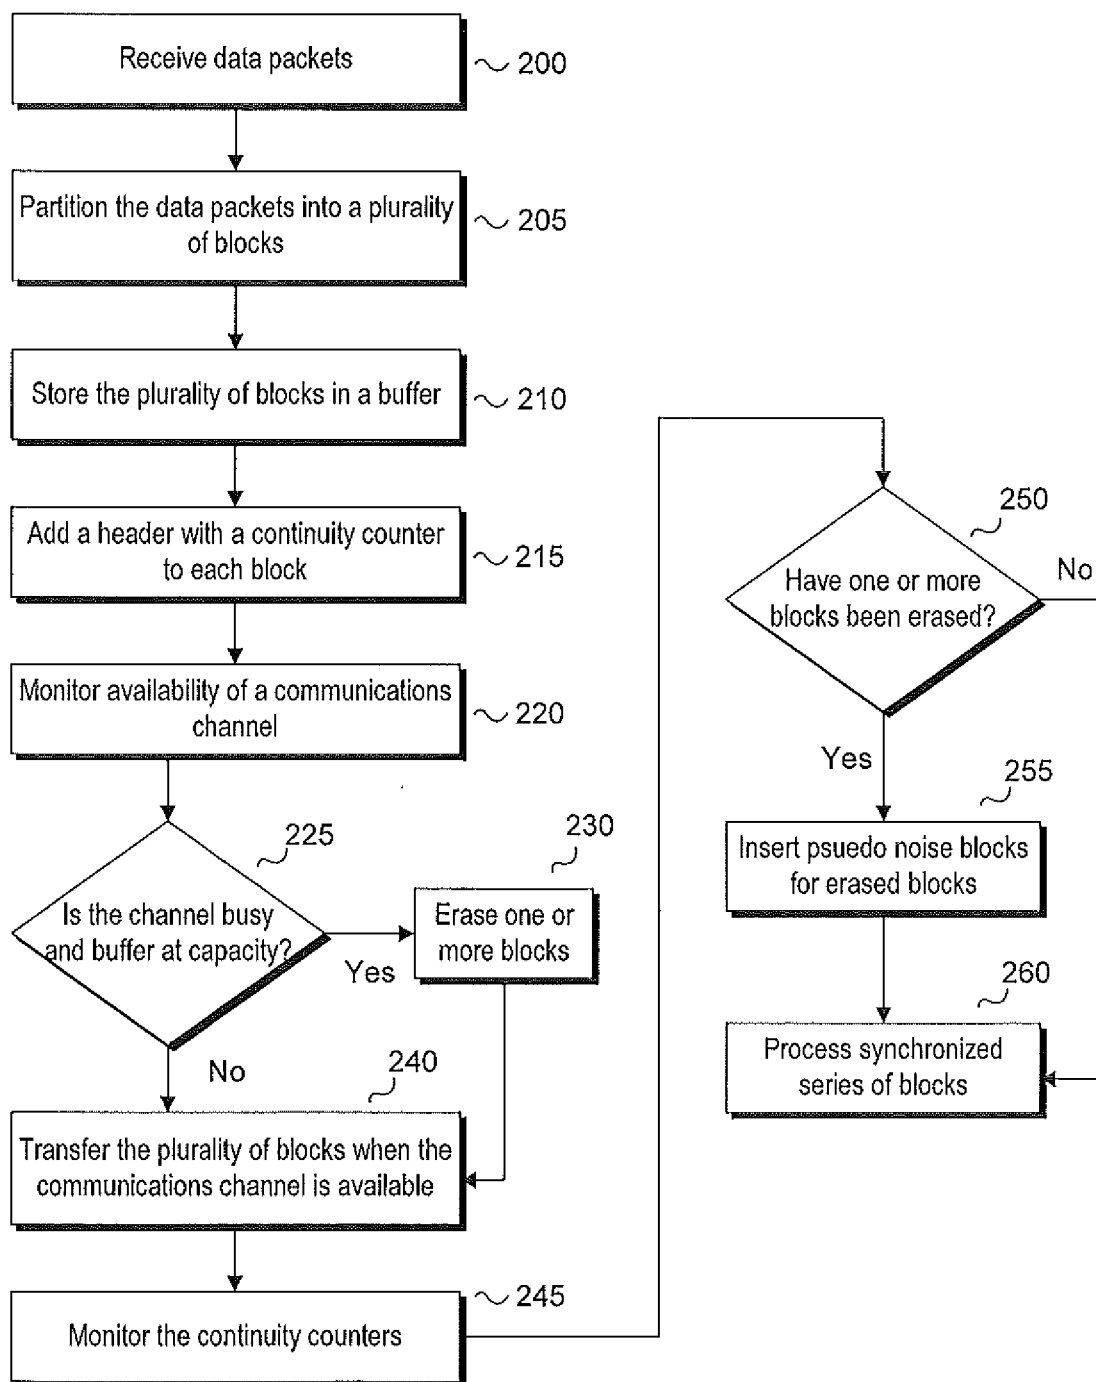 Receive data packets
200
Partition the data packets into a plurality
of blocks
205
Store the plurality of blocks in a buffer
210
Add a header with a continuity counter
to each block
215
Monitor availability of a communications
channel
220
225
Is the channel busy
and buffer at capacity?
Yes
No
230
Erase one or
more blocks
240
Transfer the plurality of blocks when the
communications channel is available
245
Monitor the continuity counters
250
Have one or more
blocks been erased?
No
Yes
255
Insert psuedo noise blocks
for erased blocks
260
Process synchronized
series of blocks